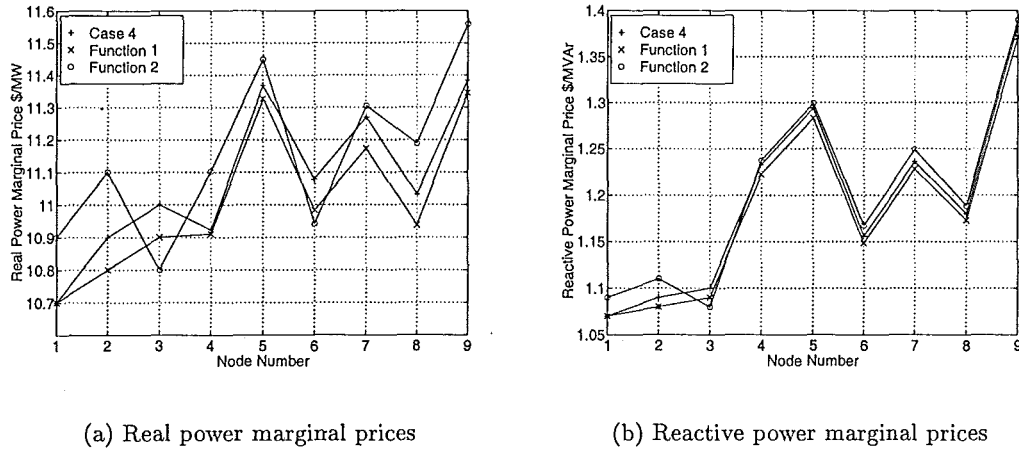 Real Power Marginal Price $/MW
11.6
11.5
11.4
11.3
11.2
11.1
11
10.9
10.8
10.7
+ Case 4
× Function 1
o Function 2
1 2 3 4 5 6 7 8 9
Node Number
(a) Real power marginal prices
Reactive Power Marginal Price $/MVAr
1.4
1.35
1.3
1.25
1.2
1.15
1.1
1.05
+ Case 4
× Function 1
o Function 2
1 2 3 4 5 6 7 8 9
Node Number
(b) Reactive power marginal prices